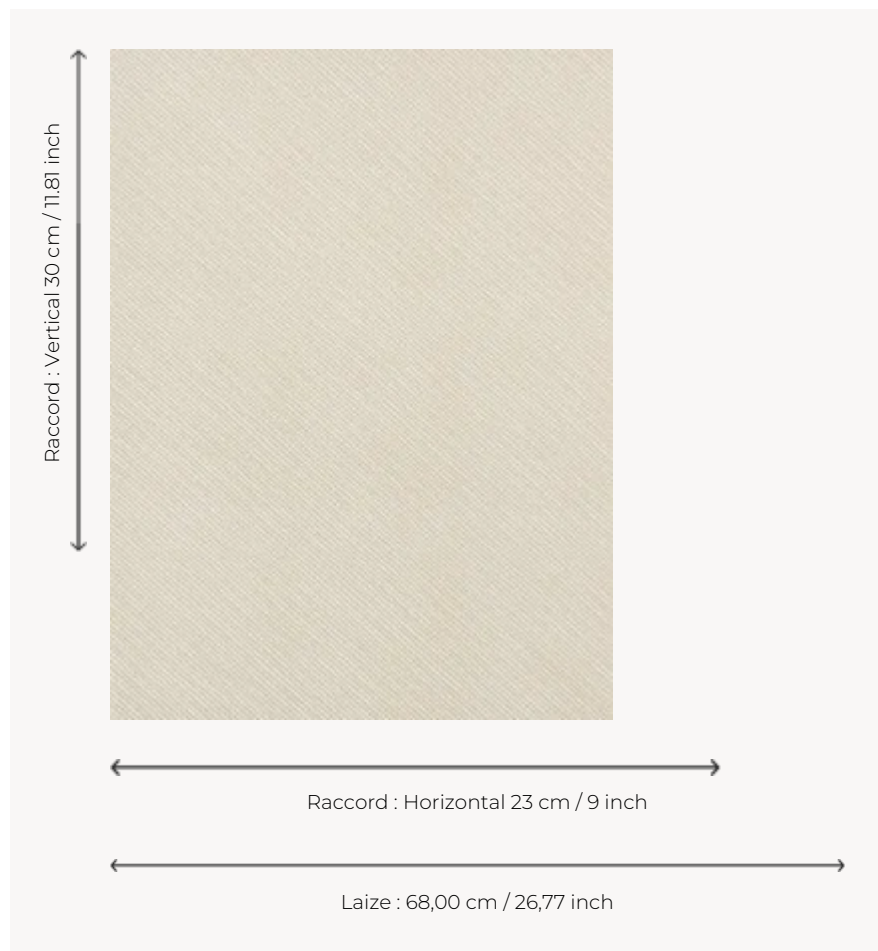 Raccord : Vertical 30 cm / 11.81 inch
Raccord : Horizontal 23 cm / 9 inch
Laize : 68,00 cm / 26,77 inch